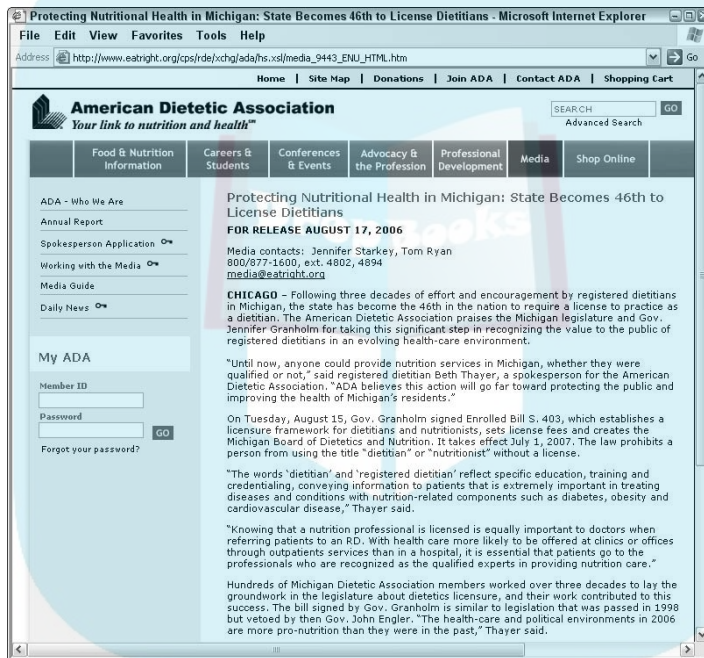 Protecting Nutritional Health in Michigan: State Becomes 46th to License Dietitians - Microsoft Internet Explorer
File Edit View Favorites Tools Help
Address http://www.eatright.org/cps/rde/xchg/ada/hs.xsl/media_9443_ENU_HTML.htm Go
Home | Site Map | Donations | Join ADA | Contact ADA | Shopping Cart
American Dietetic Association
Your link to nutrition and health℠
SEARCH GO
Advanced Search
Food & Nutrition Information
Careers & Students
Conferences & Events
Advocacy & the Profession
Professional Development
Media
Shop Online
ADA - Who We Are
Annual Report
Spokesperson Application
Working with the Media
Media Guide
Daily News
My ADA
Member ID
Password
GO
Forgot your password?
Protecting Nutritional Health in Michigan: State Becomes 46th to
License Dietitians
FOR RELEASE AUGUST 17, 2006
Media contacts: Jennifer Starkey, Tom Ryan
800/877-1600, ext. 4802, 4894
media@eatright.org
CHICAGO – Following three decades of effort and encouragement by registered dietitians
in Michigan, the state has become the 46th in the nation to require a license to practice as
a dietitian. The American Dietetic Association praises the Michigan legislature and Gov.
Jennifer Granholm for taking this significant step in recognizing the value to the public of
registered dietitians in an evolving health-care environment.
"Until now, anyone could provide nutrition services in Michigan, whether they were
qualified or not," said registered dietitian Beth Thayer, a spokesperson for the American
Dietetic Association. "ADA believes this action will go far toward protecting the public and
improving the health of Michigan's residents."
On Tuesday, August 15, Gov. Granholm signed Enrolled Bill S. 403, which establishes a
licensure framework for dietitians and nutritionists, sets license fees and creates the
Michigan Board of Dietetics and Nutrition. It takes effect July 1, 2007. The law prohibits a
person from using the title "dietitian" or "nutritionist" without a license.
"The words 'dietitian' and 'registered dietitian' reflect specific education, training and
credentialing, conveying information to patients that is extremely important in treating
diseases and conditions with nutrition-related components such as diabetes, obesity and
cardiovascular disease," Thayer said.
"Knowing that a nutrition professional is licensed is equally important to doctors when
referring patients to an RD. With health care more likely to be offered at clinics or offices
through outpatients services than in a hospital, it is essential that patients go to the
professionals who are recognized as the qualified experts in providing nutrition care."
Hundreds of Michigan Dietetic Association members worked over three decades to lay the
groundwork in the legislature about dietetics licensure, and their work contributed to this
success. The bill signed by Gov. Granholm is similar to legislation that was passed in 1998
but vetoed by then Gov. John Engler. "The health-care and political environments in 2006
are more pro-nutrition than they were in the past," Thayer said.